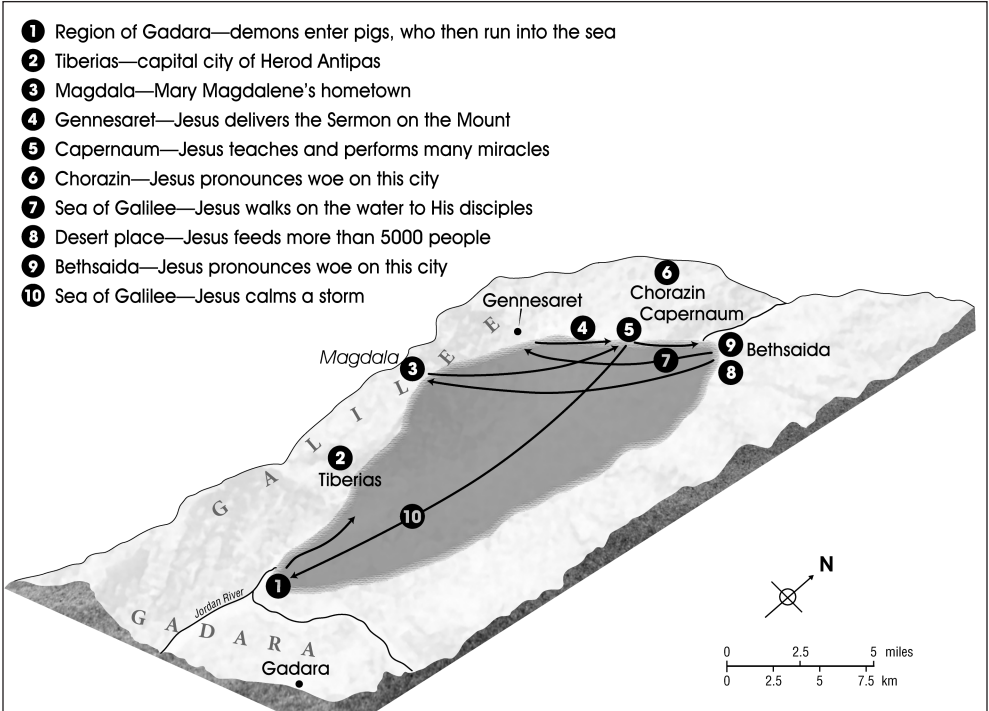 1 Region of Gadara—demons enter pigs, who then run into the sea
2 Tiberias—capital city of Herod Antipas
3 Magdala—Mary Magdalene's hometown
4 Gennesaret—Jesus delivers the Sermon on the Mount
5 Capernaum—Jesus teaches and performs many miracles
6 Chorazin—Jesus pronounces woe on this city
7 Sea of Galilee—Jesus walks on the water to His disciples
8 Desert place—Jesus feeds more than 5000 people
9 Bethsaida—Jesus pronounces woe on this city
10 Sea of Galilee—Jesus calms a storm
6
Chorazin
Gennesaret
Capernaum
4
5
9 Bethsaida
7
8
Magdala
3
GALILEE
2
Tiberias
10
1
Jordan River
GADARA
Gadara
N
0 2.5 5 miles
0 2.5 5 7.5 km